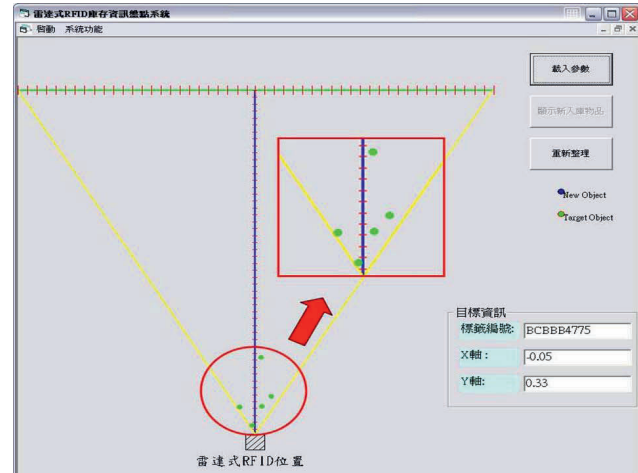 雷達式RFID庫存資訊盤點系統
啟動 系統功能
載入參數
顯示新入庫物品
重新整理
New Object
Target Object
目標資訊
標籤編號: BCBBB4775
X軸: -0.05
Y軸: 0.33
雷達式RFID位置